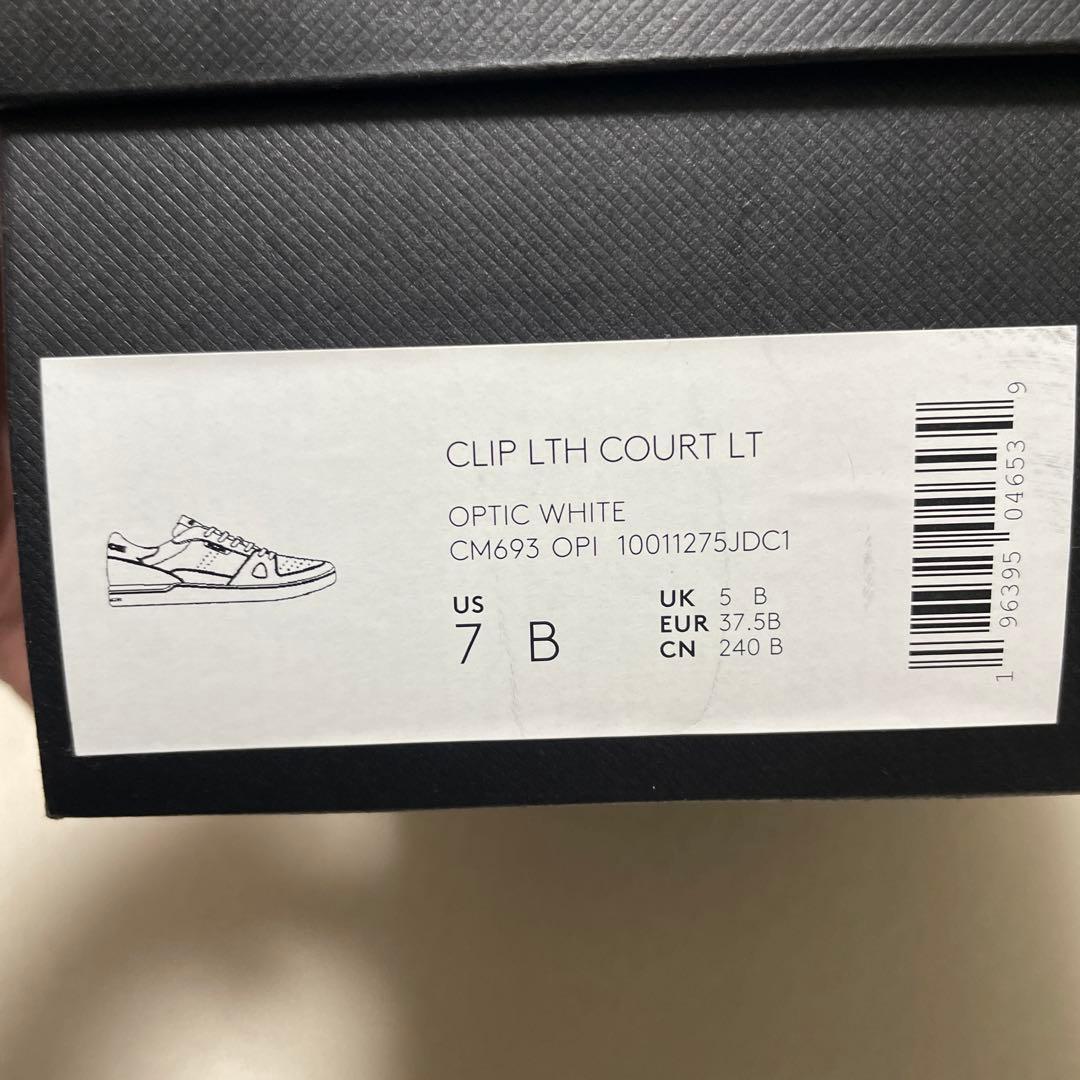 CLIP LTH COURT LT
OPTIC WHITE
CM693 OPI 10011275JDC1
US
7 B
UK 5 B
EUR 37.5B
CN 240 B
1 96395 04653 9